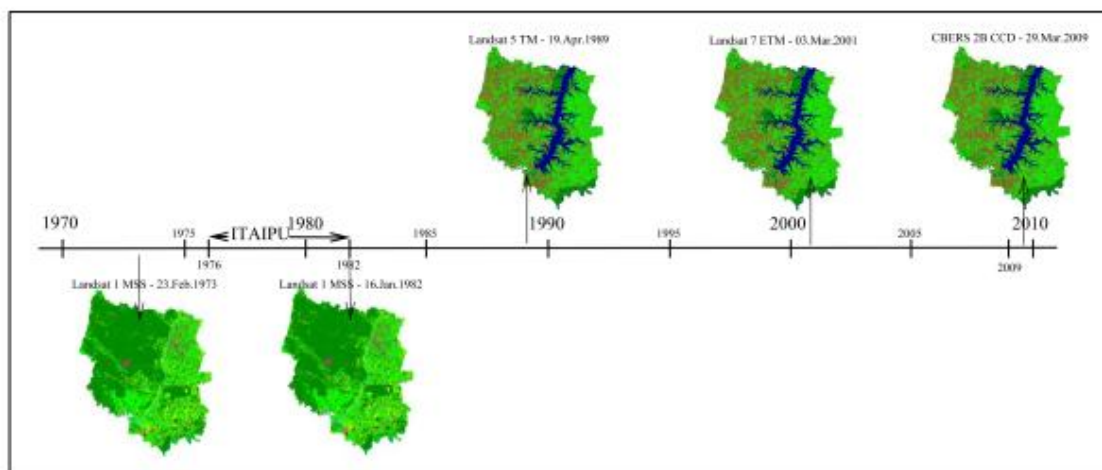 Landsat 5 TM - 19.Apr.1989
Landsat 7 ETM - 03.Mar.2001
CBERS 2B CCD - 29.Mar.2009
1970
1975
1976
ITAIPU
1980
1982
1985
1990
1995
2000
2005
2009
2010
Landsat 1 MSS - 23.Feb.1973
Landsat 1 MSS - 16.Jan.1982